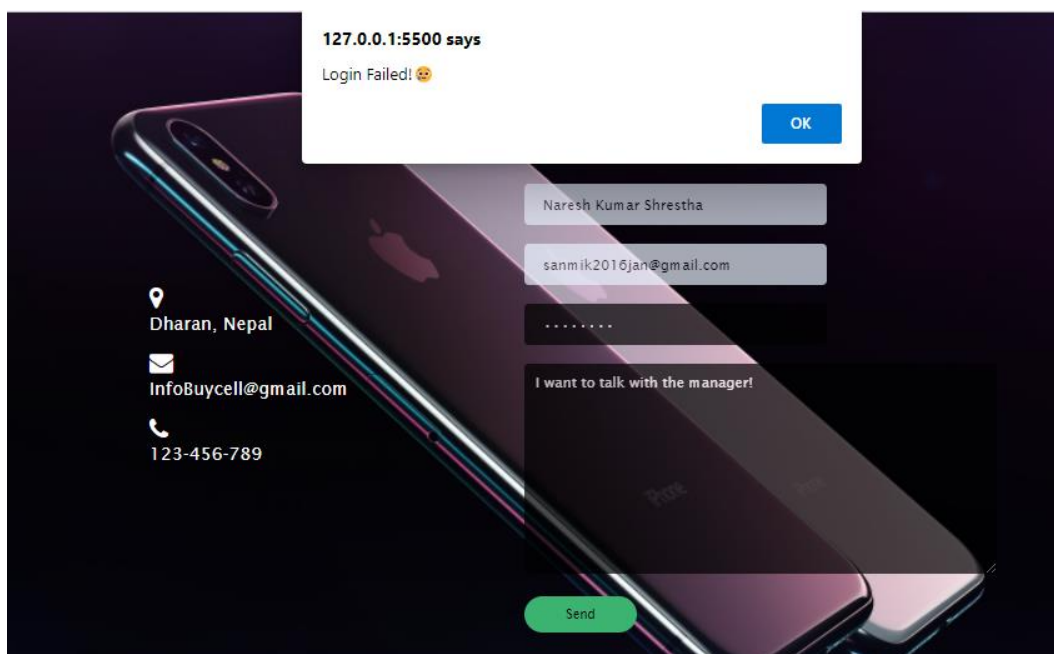 127.0.0.1:5500 says
Login Failed! 🥲
OK
Naresh Kumar Shrestha
sanmik2016jan@gmail.com
........
Dharan, Nepal
InfoBuycell@gmail.com
123-456-789
I want to talk with the manager!
iPhone
Send